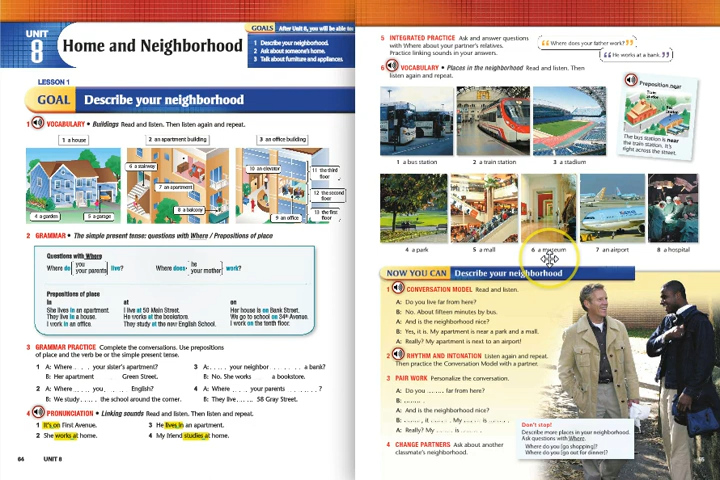 UNIT
8
Home and Neighborhood
GOALS After Unit 8, you will be able to:
1 Describe your neighborhood.
2 Ask about someone's home.
3 Talk about furniture and appliances.
LESSON 1
GOAL Describe your neighborhood
1 VOCABULARY • Buildings Read and listen. Then listen again and repeat.
1 a house
2 an apartment building
3 an office building
4 a garden
5 a garage
6 a stairway
7 an apartment
8 a balcony
9 an office
10 an elevator
11 the third floor
12 the second floor
13 the first floor
2 GRAMMAR • The simple present tense: questions with Where / Prepositions of place
Questions with Where
Where do you / your parents live?
Where does he / your mother work?
Prepositions of place
in
She lives in an apartment.
They live in a house.
I work in an office.
at
I live at 50 Main Street.
He works at the bookstore.
They study at the new English School.
on
Her house is on Bank Street.
We go to school on 34th Avenue.
I work on the tenth floor.
3 GRAMMAR PRACTICE Complete the conversations. Use prepositions
of place and the verb be or the simple present tense.
1 A: Where . . . your sister's apartment?
B: Her apartment Green Street.
2 A: Where .... you. . . . English?
B: We study ..... the school around the corner.
3 A: . . . . . your neighbor . . . . . . . a bank?
B: No. She works . a bookstore.
4 A: Where . . . . your parents . . . . . . . ?
B: They live...... 58 Gray Street.
4 PRONUNCIATION • Linking sounds Read and listen. Then listen and repeat.
1 It's on First Avenue.
2 She works at home.
3 He lives in an apartment.
4 My friend studies at home.
64 UNIT 8
5 INTEGRATED PRACTICE Ask and answer questions
with Where about your partner's relatives.
Practice linking sounds in your answers.
Where does your father work?
He works at a bank.
6 VOCABULARY • Places in the neighborhood Read and listen. Then
listen again and repeat.
Preposition near
The bus station is near
the train station. It's
right across the street.
1 a bus station
2 a train station
3 a stadium
4 a park
5 a mall
6 a museum
7 an airport
8 a hospital
NOW YOU CAN Describe your neighborhood
1 CONVERSATION MODEL Read and listen.
A: Do you live far from here?
B: No. About fifteen minutes by bus.
A: And is the neighborhood nice?
B: Yes, it is. My apartment is near a park and a mall.
A: Really? My apartment is next to an airport!
2 RHYTHM AND INTONATION Listen again and repeat.
Then practice the Conversation Model with a partner.
3 PAIR WORK Personalize the conversation.
A: Do you ........ far from here?
B: ........ .
A: And is the neighborhood nice?
B: ......., it ..... . My ...... is ........ .
A: Really? My ...... is ....... .
4 CHANGE PARTNERS Ask about another
classmate's neighborhood.
Don't stop!
Describe more places in your neighborhood.
Ask questions with Where.
Where do you [go shopping]?
Where do you [go out for dinner]?